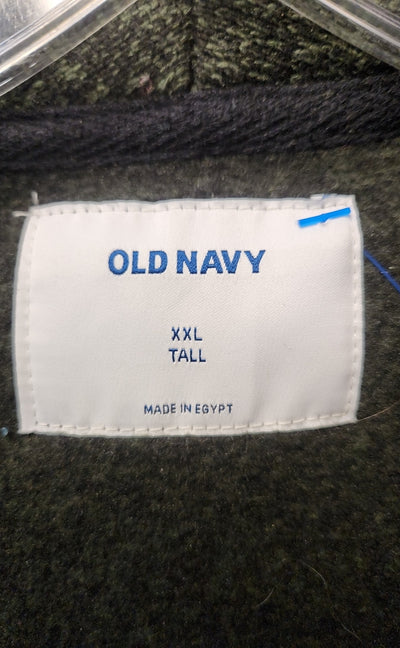 OLD NAVY
XXL
TALL
MADE IN EGYPT